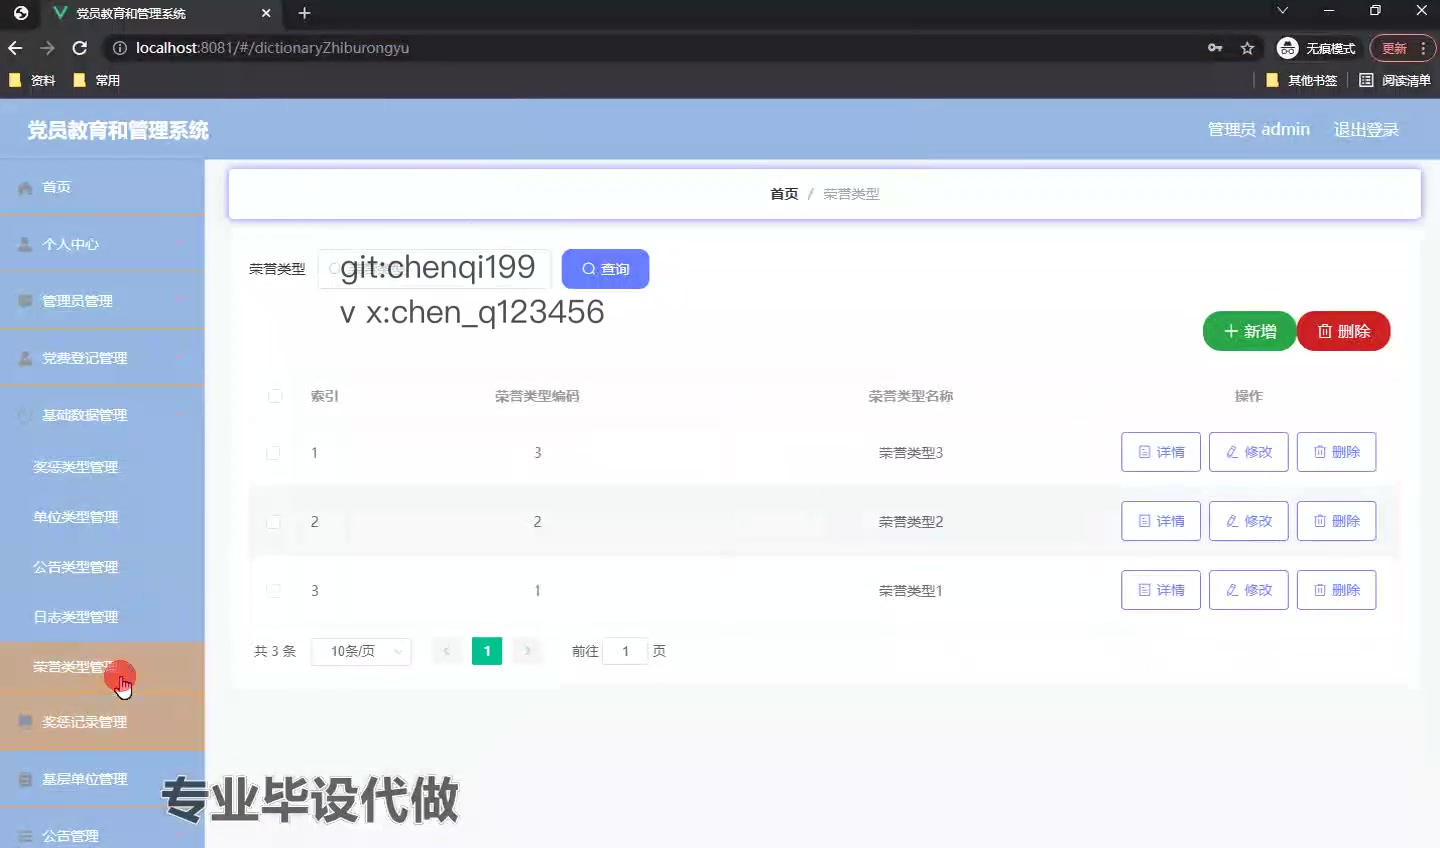 党员教育和管理系统
localhost:8081/#/dictionaryZhiburongyu
无痕模式
更新
资料
常用
其他书签
阅读清单
党员教育和管理系统
管理员 admin
退出登录
首页
个人中心
管理员管理
党费登记管理
基础数据管理
奖惩类型管理
单位类型管理
公告类型管理
日志类型管理
荣誉类型管理
奖惩记录管理
基层单位管理
公告管理
首页 / 荣誉类型
荣誉类型
git:chenqi199
查询
v x:chen_q123456
新增
删除
索引 荣誉类型编码 荣誉类型名称 操作
1 3 荣誉类型3 详情 修改 删除
2 2 荣誉类型2 详情 修改 删除
3 1 荣誉类型1 详情 修改 删除
共 3 条 10条/页 1 前往 1 页
专业毕设代做